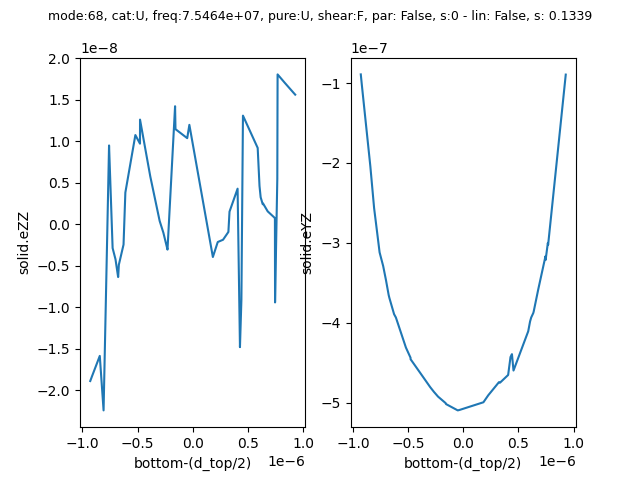 mode:68, cat:U, freq:7.5464e+07, pure:U, shear:F, par: False, s:0 - lin: False, s: 0.1339
1e−8
2.0
1.5
1.0
0.5
0.0
−0.5
−1.0
−1.5
−2.0
solid.eZZ
−1.0
−0.5
0.0
0.5
1.0
bottom-(d_top/2)
1e−6
1e−7
−1
−2
−3
−4
−5
solid.eYZ
−1.0
−0.5
0.0
0.5
1.0
bottom-(d_top/2)
1e−6